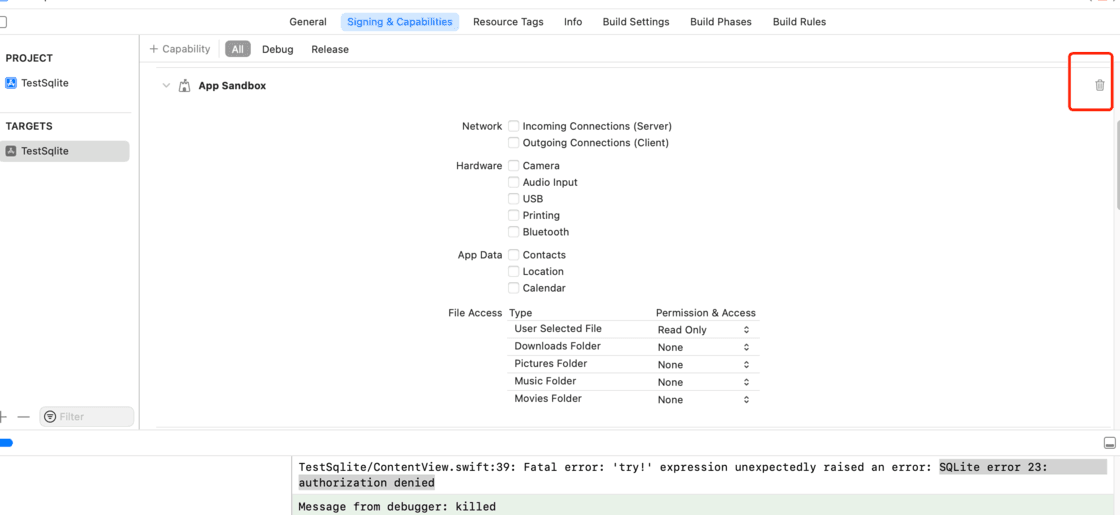 General Signing & Capabilities Resource Tags Info Build Settings Build Phases Build Rules
PROJECT
TestSqlite
TARGETS
TestSqlite
Filter
+ Capability All Debug Release
App Sandbox
Network Incoming Connections (Server)
Outgoing Connections (Client)
Hardware Camera
Audio Input
USB
Printing
Bluetooth
App Data Contacts
Location
Calendar
File Access Type Permission & Access
User Selected File Read Only
Downloads Folder None
Pictures Folder None
Music Folder None
Movies Folder None
TestSqlite/ContentView.swift:39: Fatal error: 'try!' expression unexpectedly raised an error: SQLite error 23:
authorization denied
Message from debugger: killed